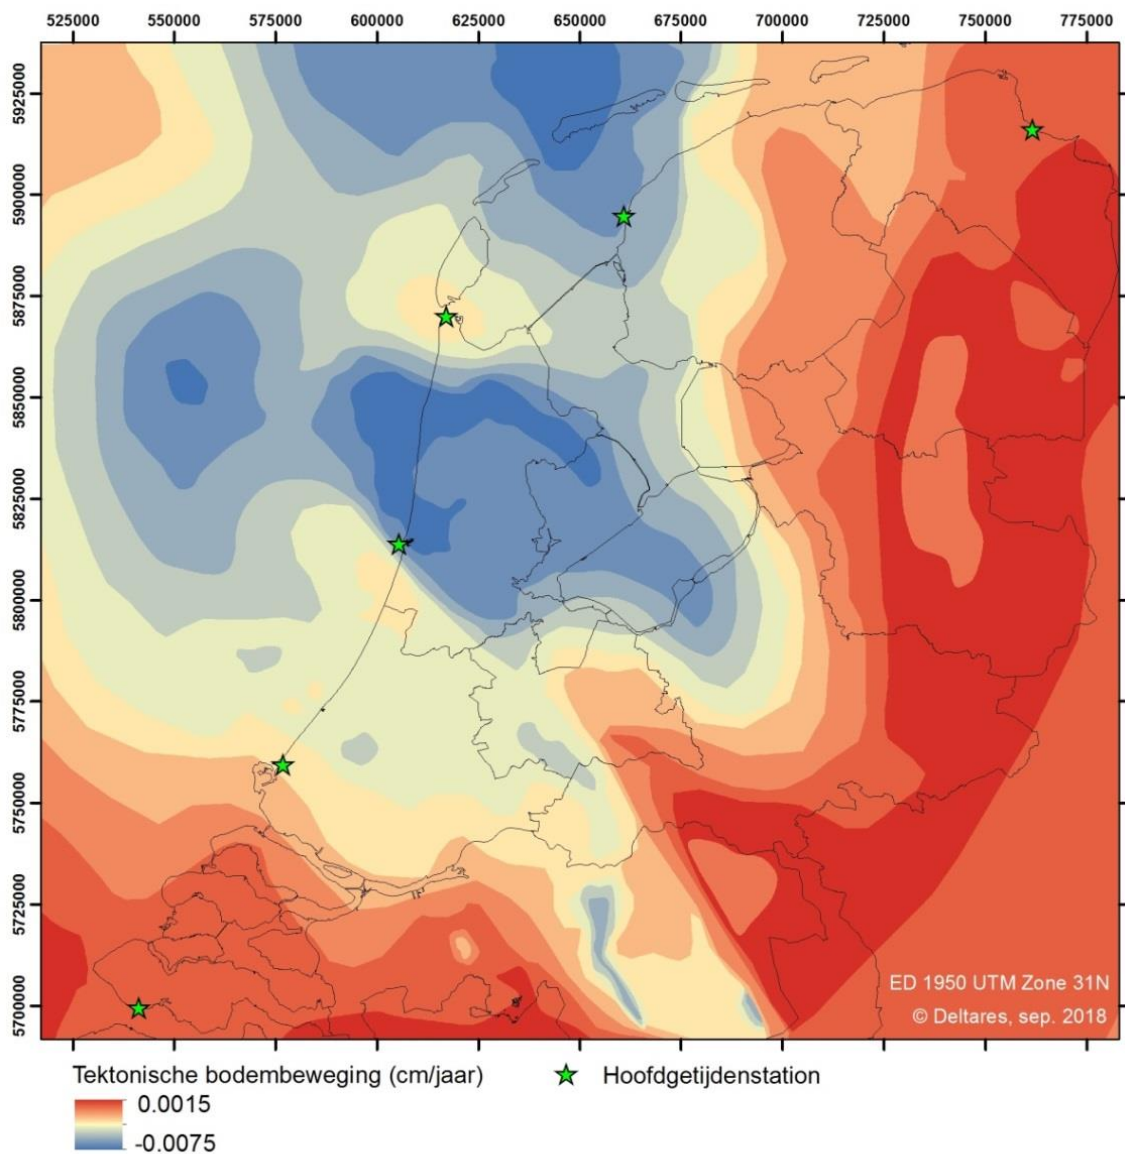 525000 550000 575000 600000 625000 650000 675000 700000 725000 750000 775000
5925000
5900000
5875000
5850000
5825000
5800000
5775000
5750000
5725000
5700000
ED 1950 UTM Zone 31N
© Deltares, sep. 2018
Tektonische bodembeweging (cm/jaar)
0.0015
-0.0075
Hoofdgetijdenstation